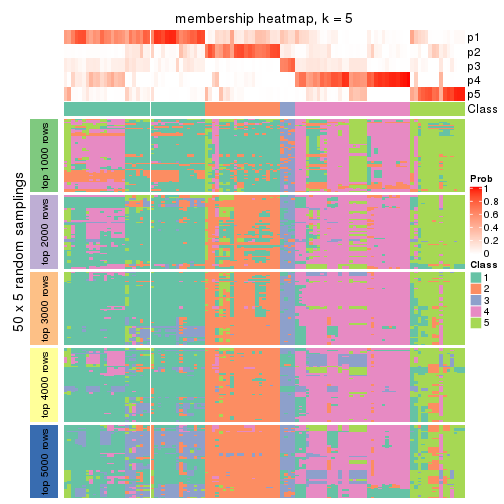 membership heatmap, k = 5
p1
p2
p3
p4
p5
Class
50 x 5 random samplings
top 1000 rows
top 2000 rows
top 3000 rows
top 4000 rows
top 5000 rows
Prob
1
0.8
0.6
0.4
0.2
0
Class
1
2
3
4
5